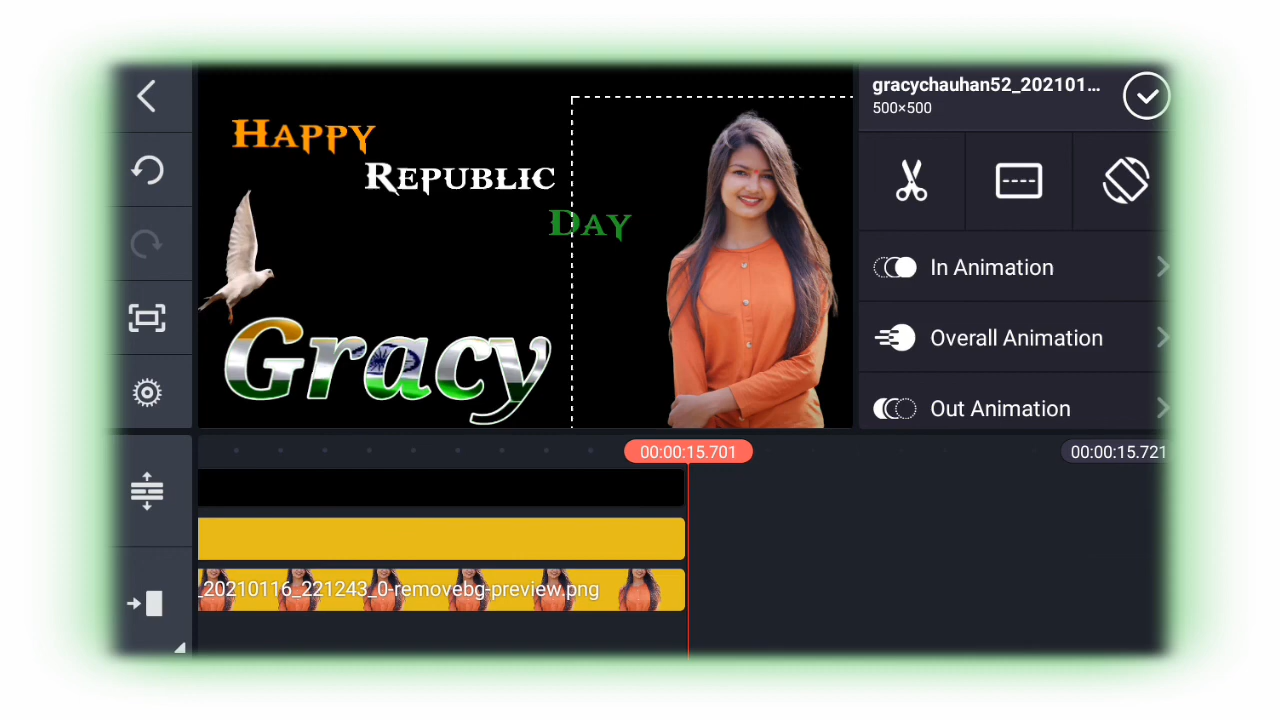 gracychauhan52_202101...
500×500
HAPPY
REPUBLIC
DAY
Gracy
In Animation
Overall Animation
Out Animation
00:00:15.701
00:00:15.721
_20210116_221243_0-removebg-preview.png